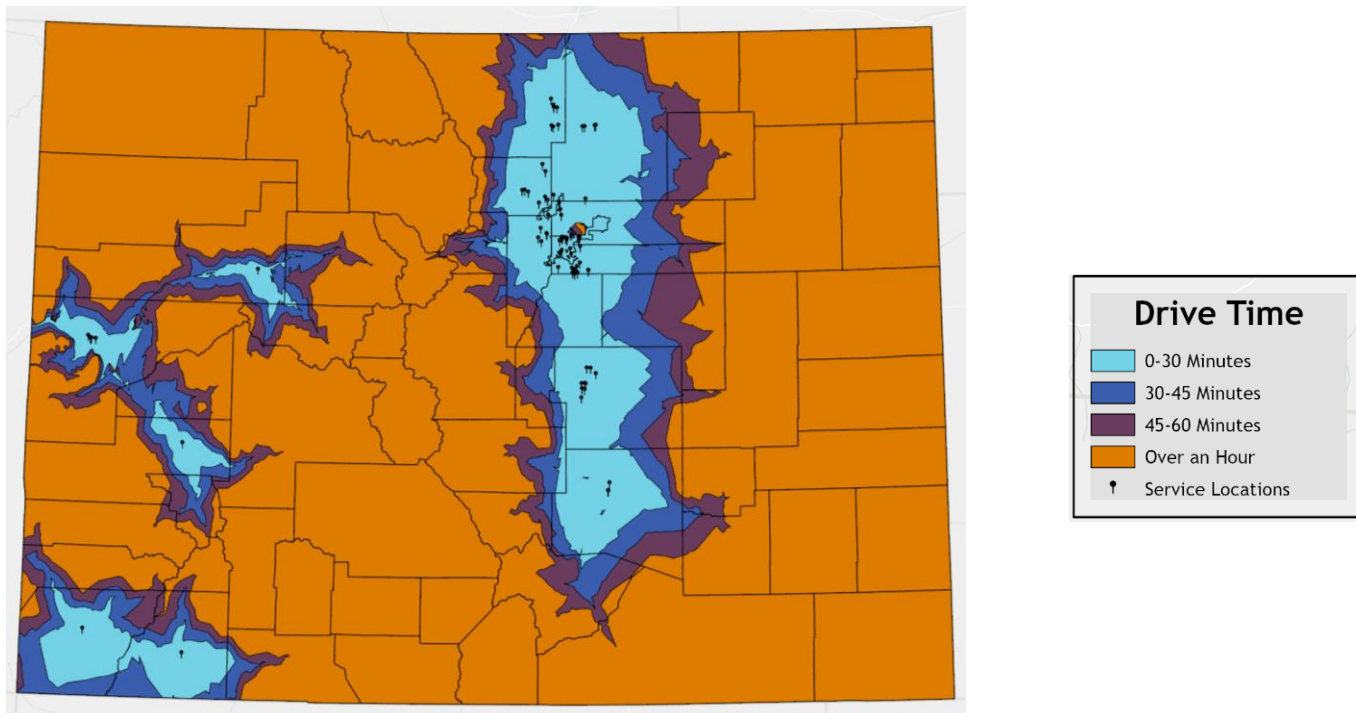 Drive Time
0-30 Minutes
30-45 Minutes
45-60 Minutes
Over an Hour
Service Locations